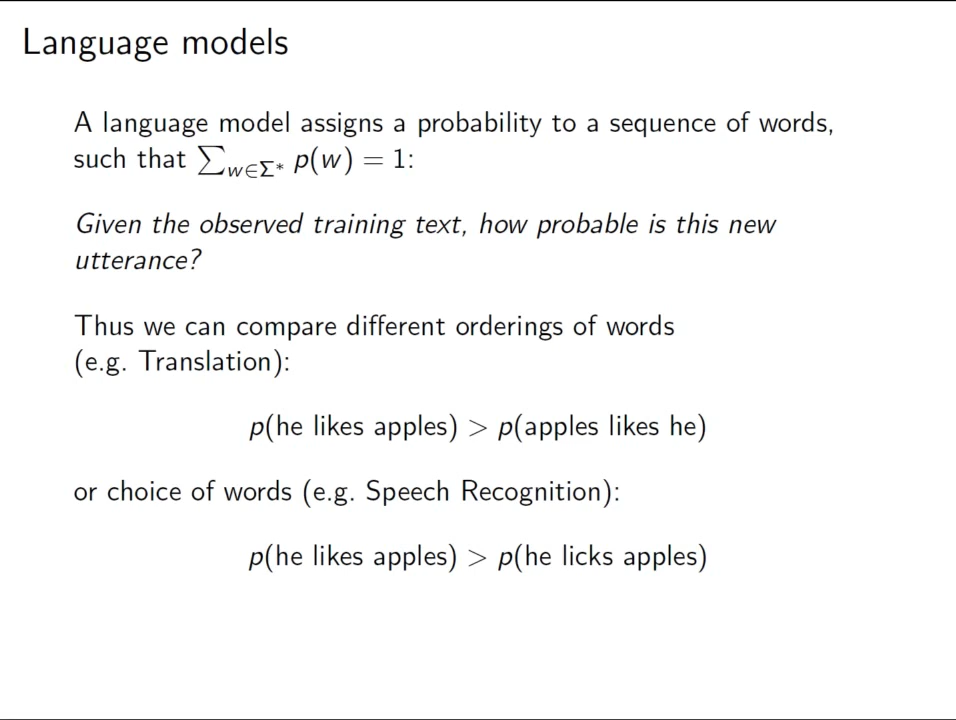 Language models
A language model assigns a probability to a sequence of words,
such that ∑w∈Σ* p(w) = 1:
Given the observed training text, how probable is this new
utterance?
Thus we can compare different orderings of words
(e.g. Translation):
p(he likes apples) > p(apples likes he)
or choice of words (e.g. Speech Recognition):
p(he likes apples) > p(he licks apples)